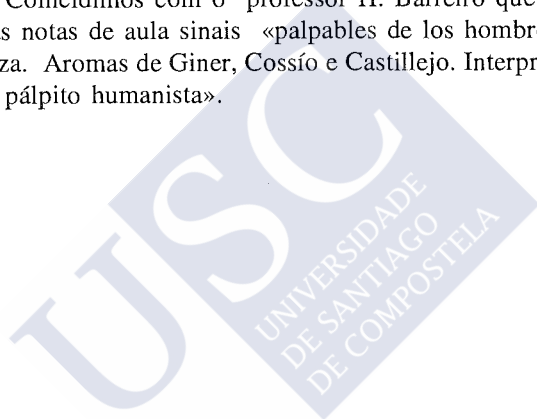 Coincidimos com o professor H. Barreiro que
s notas de aula sinais «palpables de los hombre
za. Aromas de Giner, Cossío e Castillejo. Interpr
pálpito humanista».
USC
UNIVERSIDADE
DE SANTIAGO
DE COMPOSTELA